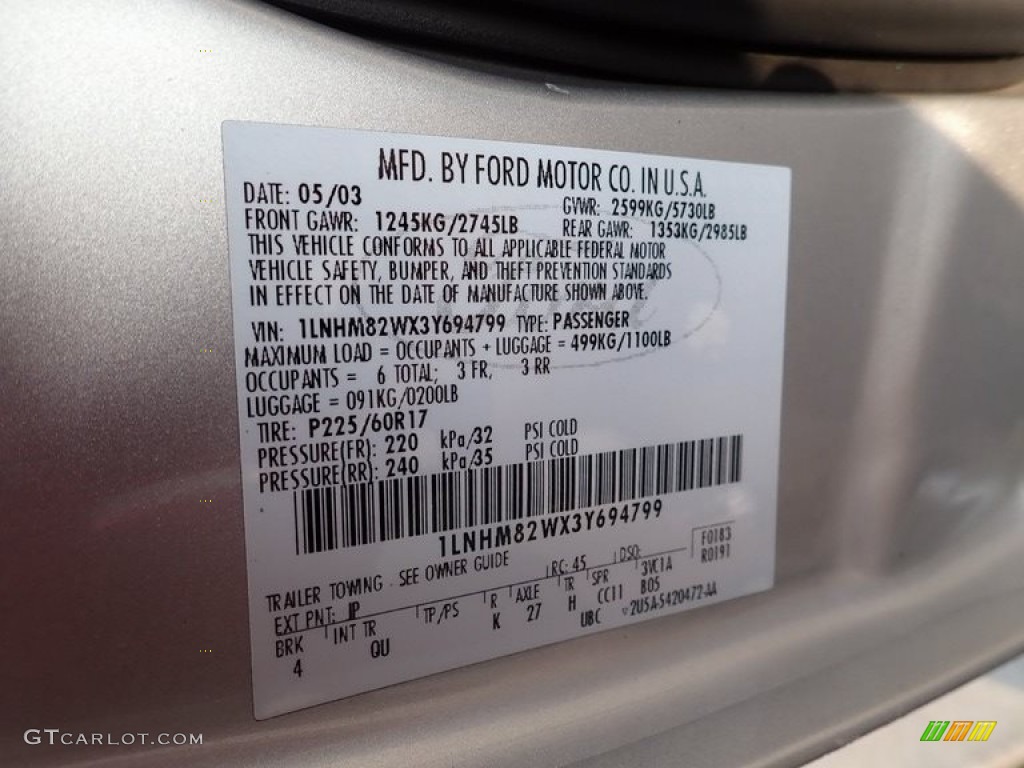 MFD. BY FORD MOTOR CO. IN U.S.A.
DATE: 05/03 GVWR: 2599KG/5730LB
FRONT GAWR: 1245KG/2745LB REAR GAWR: 1353KG/2985LB
THIS VEHICLE CONFORMS TO ALL APPLICABLE FEDERAL MOTOR
VEHICLE SAFETY, BUMPER, AND THEFT PREVENTION STANDARDS
IN EFFECT ON THE DATE OF MANUFACTURE SHOWN ABOVE.
VIN: 1LNHM82WX3Y694799 TYPE: PASSENGER
MAXIMUM LOAD = OCCUPANTS + LUGGAGE = 499KG/1100LB
OCCUPANTS = 6 TOTAL; 3 FR, 3 RR
LUGGAGE = 091KG/0200LB
TIRE: P225/60R17
PRESSURE(FR): 220 kPa/32 PSI COLD
PRESSURE(RR): 240 kPa/35 PSI COLD
1LNHM82WX3Y694799
F0183
R0191
TRAILER TOWING - SEE OWNER GUIDE RC: 45 DSO:
EXT PNT: JP
BRK INT TR TP/PS R AXLE TR SPR 3VC1A
4 OU K 27 H CC11 B05
UBC 2U5A-5420472-AA
GTCARLOT.COM